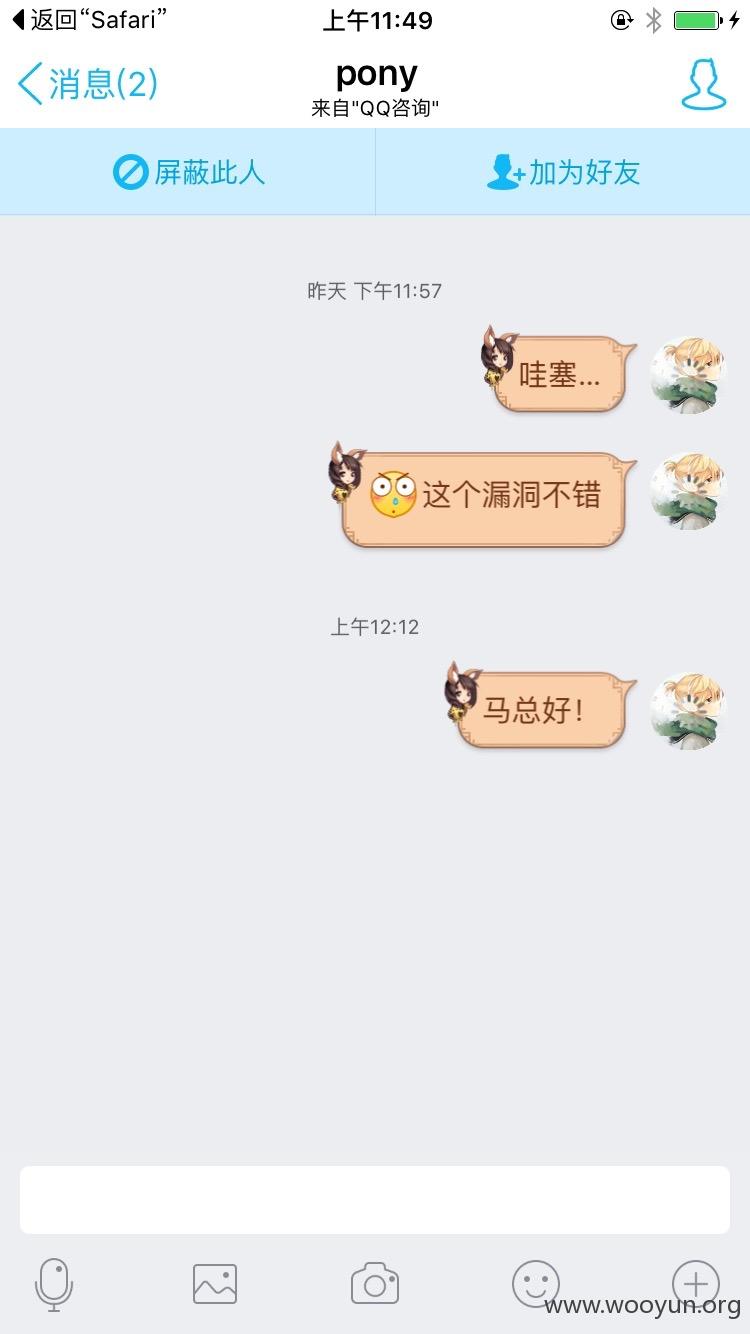 返回“Safari”
上午11:49
消息(2)
pony
来自"QQ咨询"
屏蔽此人
加为好友
昨天 下午11:57
哇塞...
这个漏洞不错
上午12:12
马总好!
www.wooyun.org